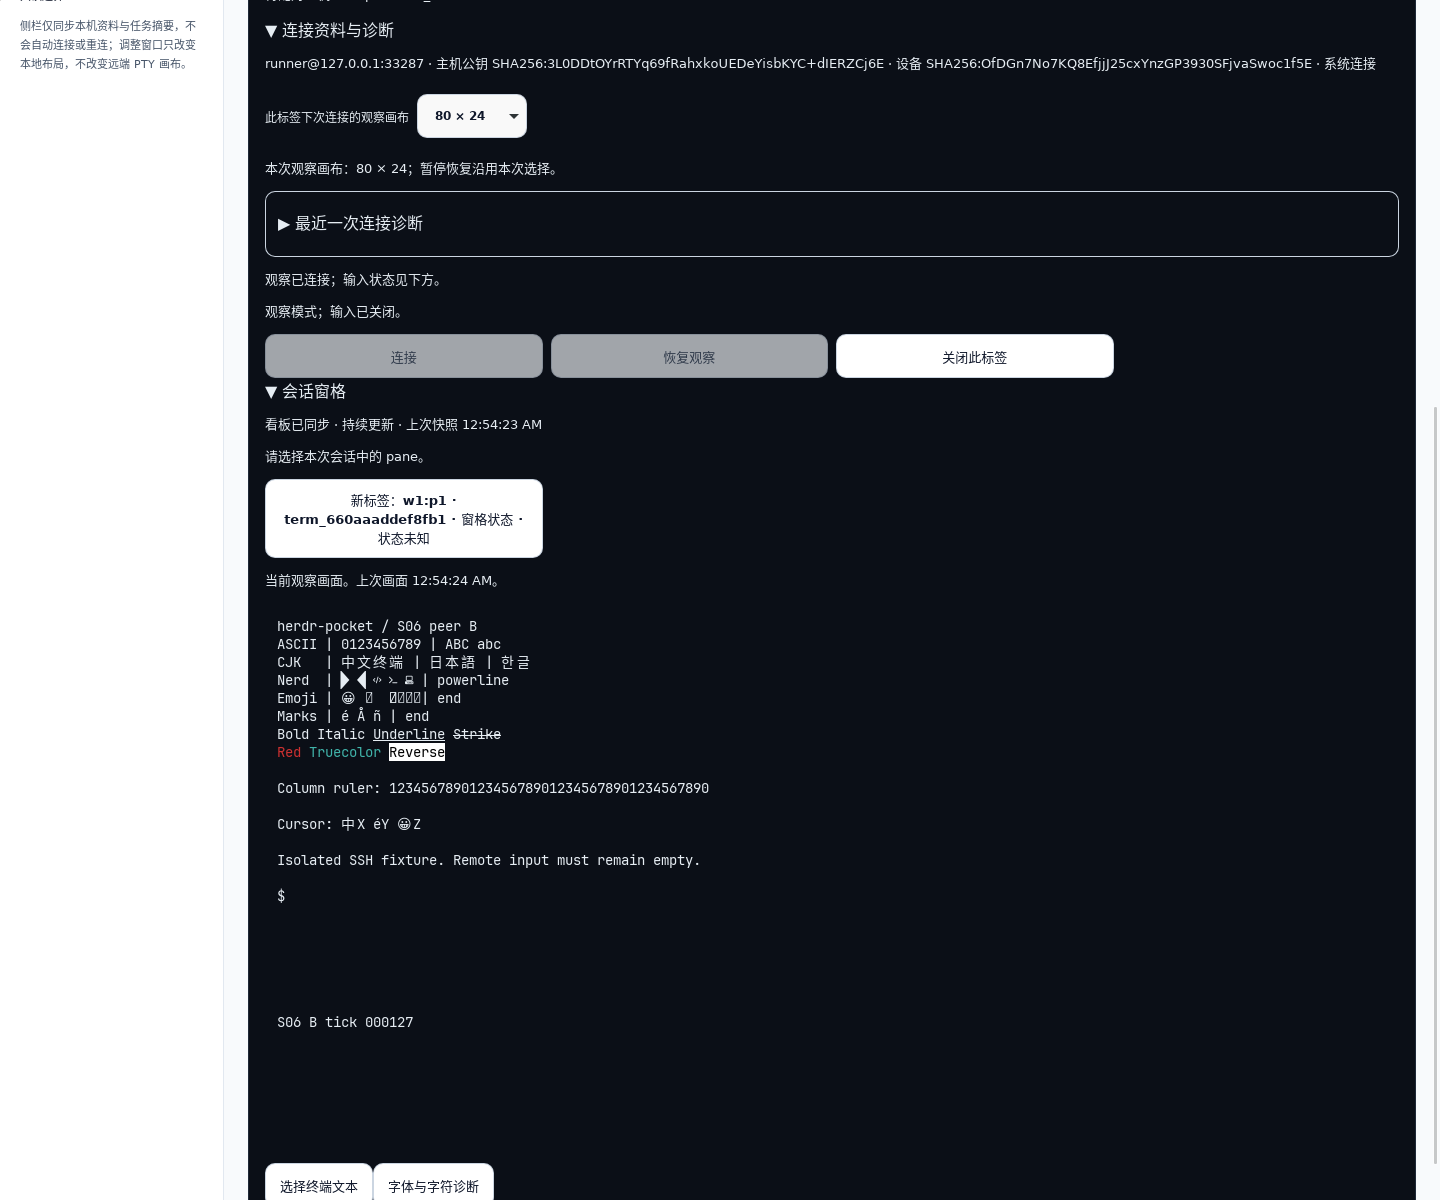 侧栏仅同步本机资料与任务摘要，不
会自动连接或重连；调整窗口只改变
本地布局，不改变远端 PTY 画布。
▼ 连接资料与诊断
runner@127.0.0.1:33287 · 主机公钥 SHA256:3L0DDtOYrRTYq69fRahxkoUEDeYisbKYC+dIERZCj6E · 设备 SHA256:OfDGn7No7KQ8EfjjJ25cxYnzGP3930SFjvaSwoc1f5E · 系统连接
此标签下次连接的观察画布 80 × 24
本次观察画布：80 × 24；暂停恢复沿用本次选择。
▶ 最近一次连接诊断
观察已连接；输入状态见下方。
观察模式；输入已关闭。
连接 恢复观察 关闭此标签
▼ 会话窗格
看板已同步 · 持续更新 · 上次快照 12:54:23 AM
请选择本次会话中的 pane。
新标签：w1:p1 ·
term_660aaaddef8fb1 · 窗格状态 ·
状态未知
当前观察画面。上次画面 12:54:24 AM。
herdr-pocket / S06 peer B
ASCII | 0123456789 | ABC abc
CJK   | 中文终端 | 日本語 | 한글
Nerd  | | powerline
Emoji | 😀 | end
Marks | é Å ñ | end
Bold Italic Underline Strike
Red Truecolor Reverse
Column ruler: 1234567890123456789012345678901234567890
Cursor: 中X éY 😀Z
Isolated SSH fixture. Remote input must remain empty.
$
S06 B tick 000127
选择终端文本 字体与字符诊断